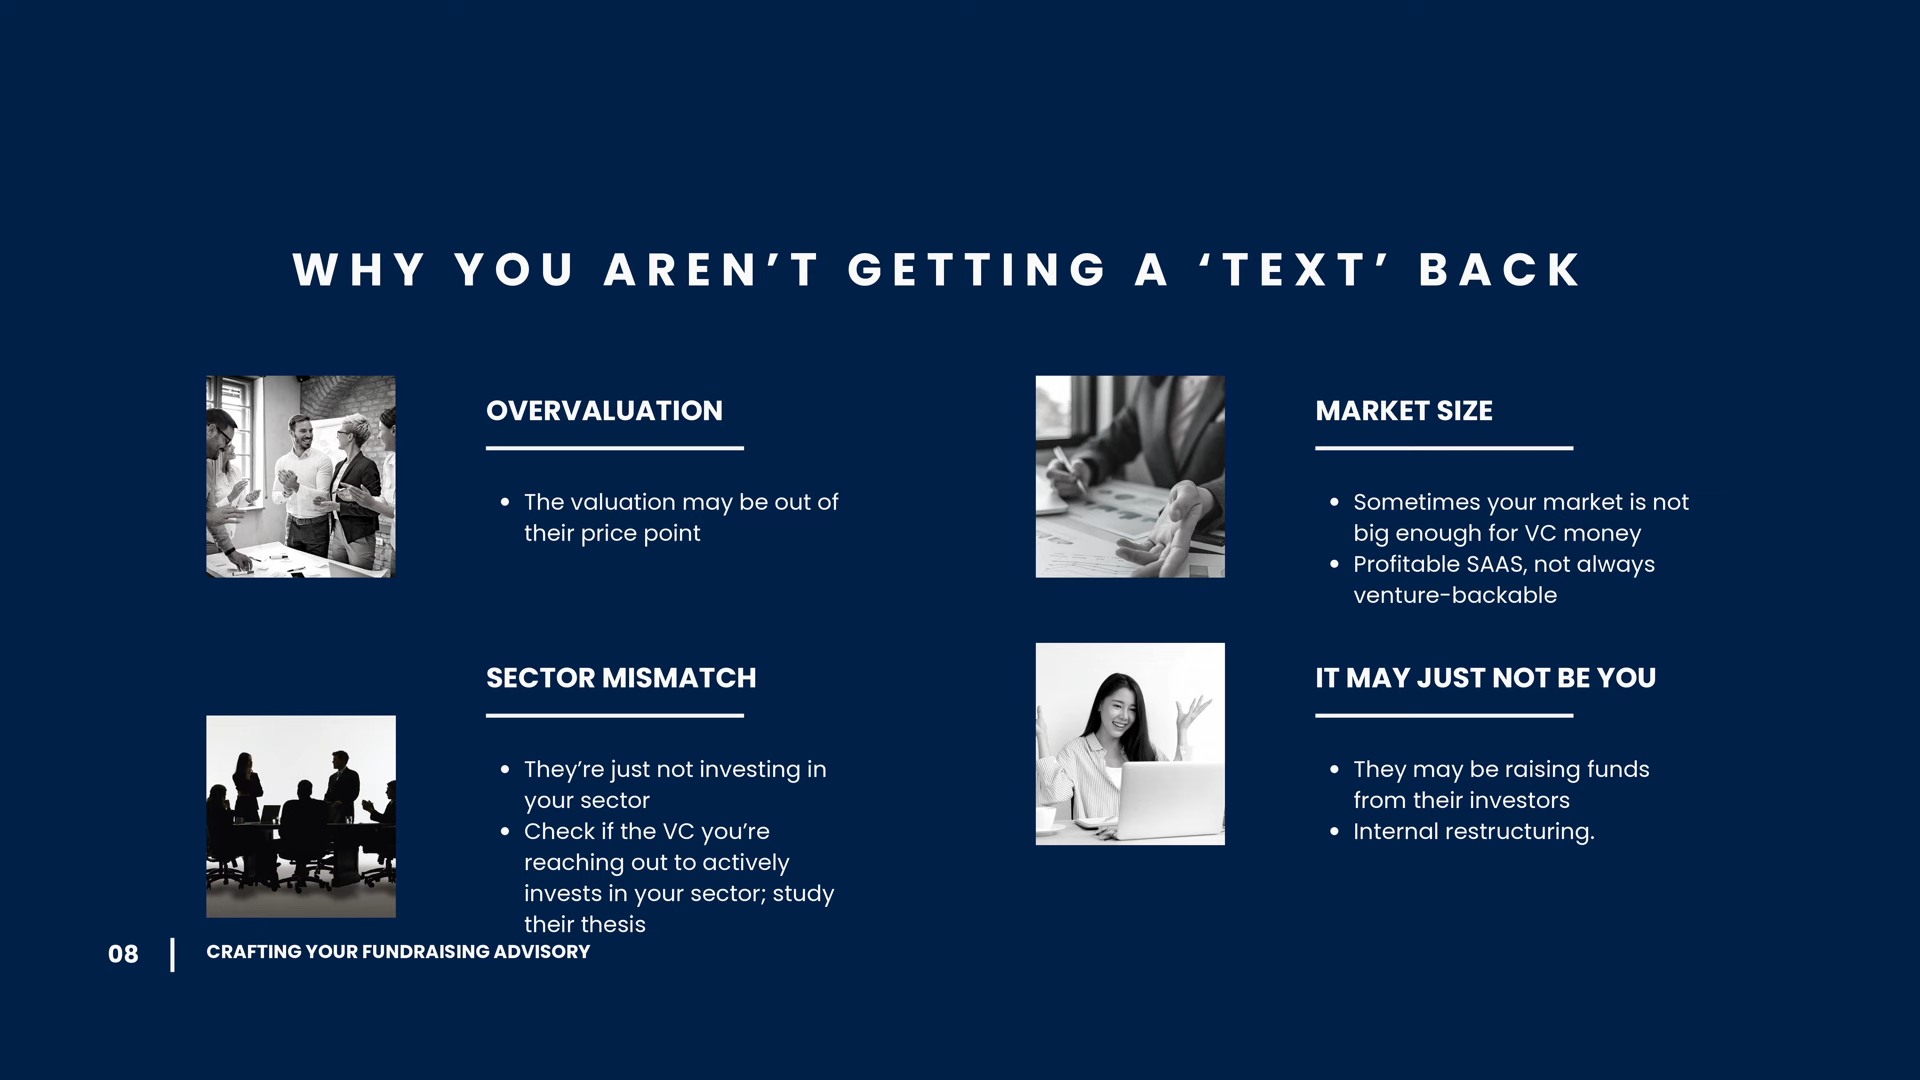 WHY YOU AREN’T GETTING A ‘TEXT’ BACK
OVERVALUATION
• The valuation may be out of
their price point
MARKET SIZE
• Sometimes your market is not
big enough for VC money
• Profitable SAAS, not always
venture-backable
SECTOR MISMATCH
• They’re just not investing in
your sector
• Check if the VC you’re
reaching out to actively
invests in your sector; study
their thesis
IT MAY JUST NOT BE YOU
• They may be raising funds
from their investors
• Internal restructuring.
08
CRAFTING YOUR FUNDRAISING ADVISORY